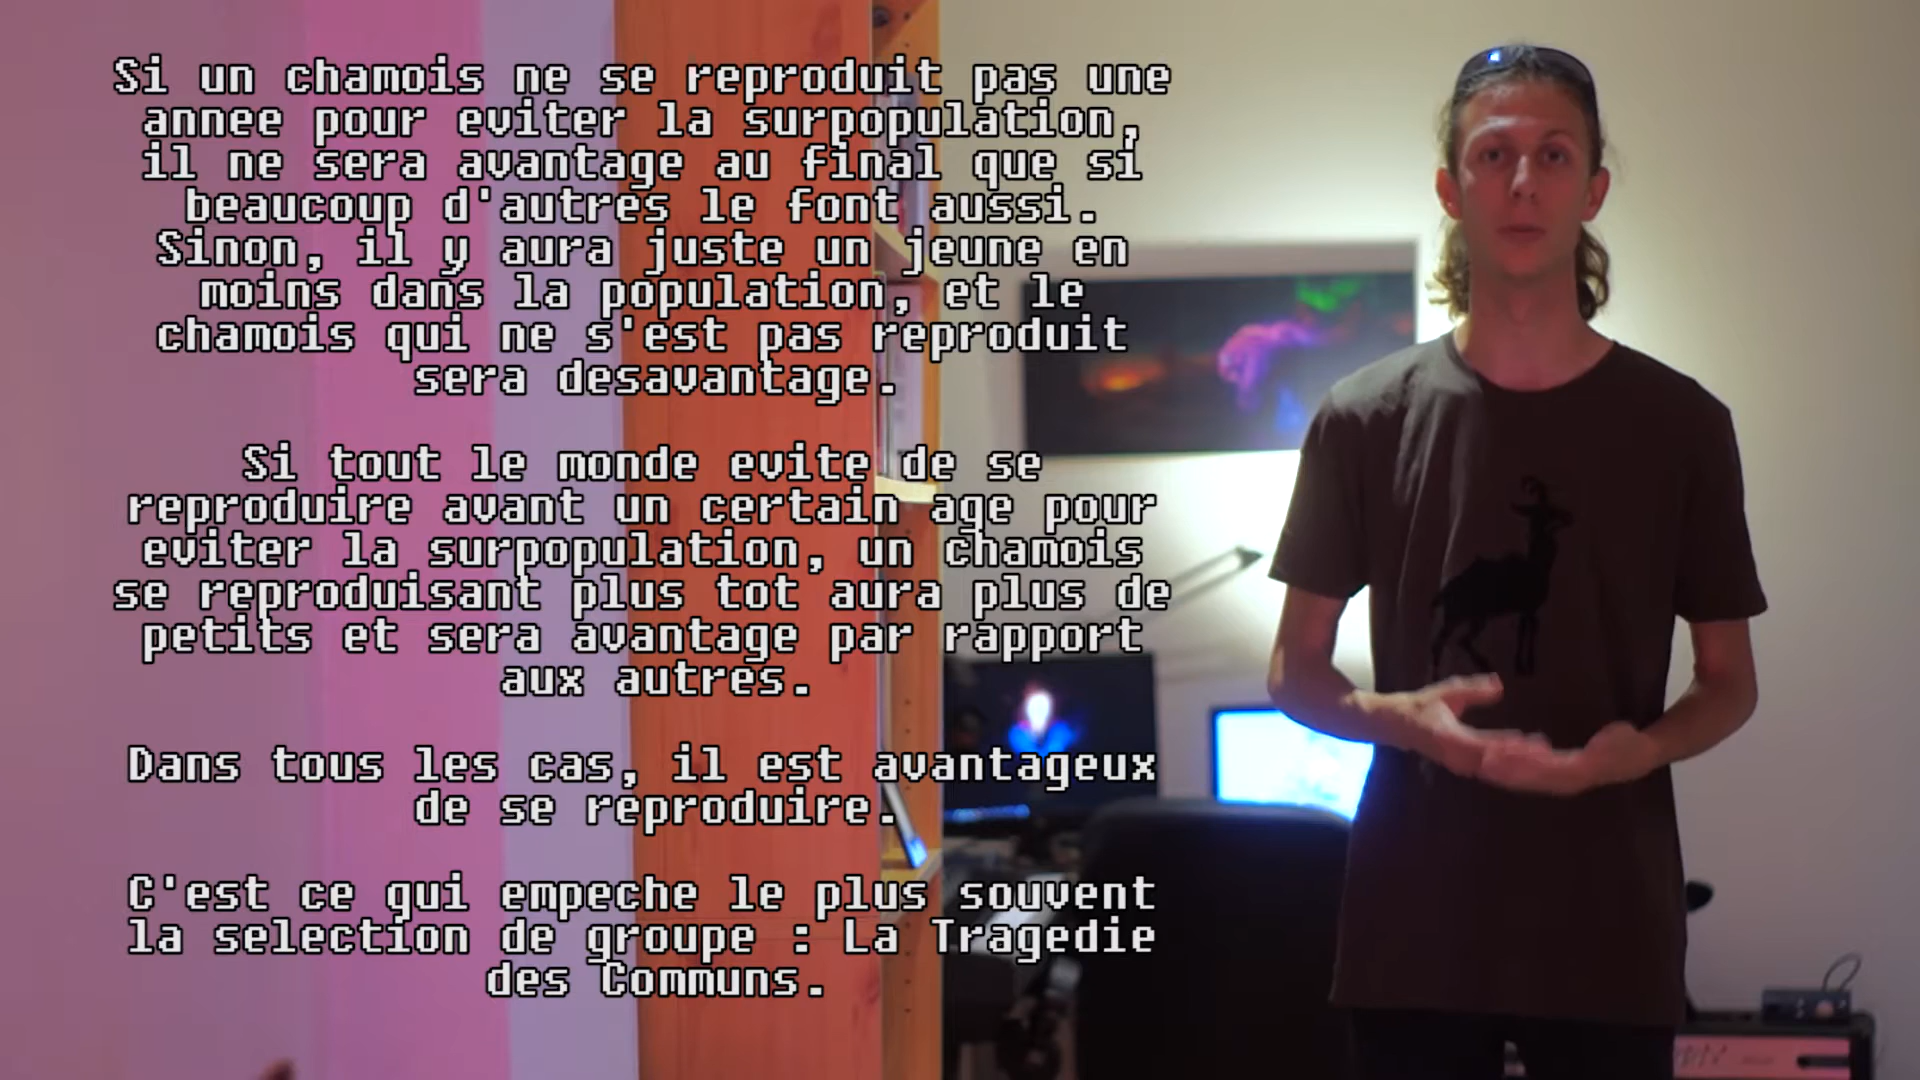 Si un chamois ne se reproduit pas une
annee pour eviter la surpopulation,
il ne sera avantage au final que si
beaucoup d'autres le font aussi.
Sinon, il y aura juste un jeune en
moins dans la population, et le
chamois qui ne s'est pas reproduit
sera desavantage.
Si tout le monde evite de se
reproduire avant un certain age pour
eviter la surpopulation, un chamois
se reproduisant plus tot aura plus de
petits et sera avantage par rapport
aux autres.
Dans tous les cas, il est avantageux
de se reproduire.
C'est ce qui empeche le plus souvent
la selection de groupe : La Tragedie
des Communs.